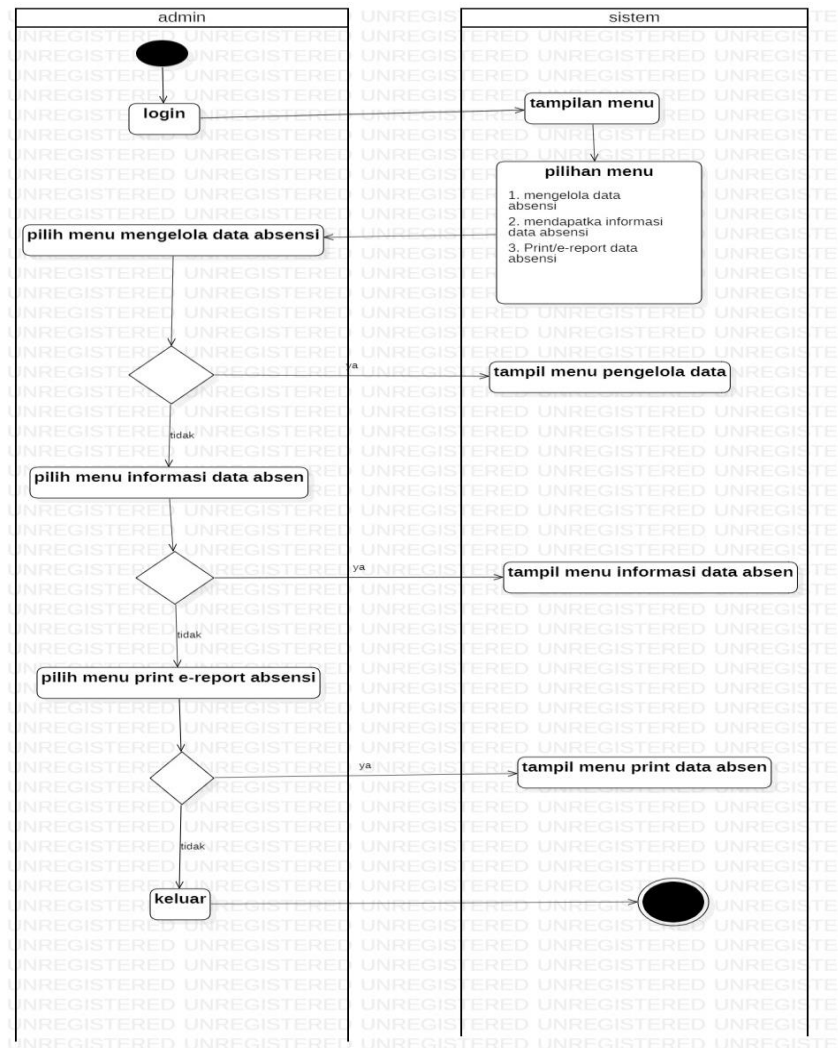 admin
sistem
login
tampilan menu
pilihan menu
1. mengelola data
absensi
2. mendapatka informasi
data absensi
3. Print/e-report data
absensi
pilih menu mengelola data absensi
ya
tampil menu pengelola data
tidak
pilih menu informasi data absen
ya
tampil menu informasi data absen
tidak
pilih menu print e-report absensi
ya
tampil menu print data absen
tidak
keluar
UNREGISTERED